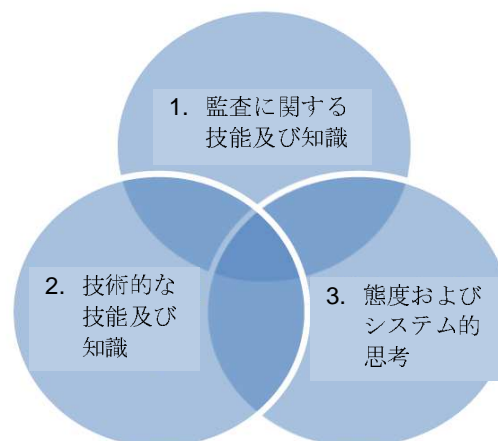 1. 監査に関する
技能及び知識
2. 技術的な
技能及び
知識
3. 態度および
システム的
思考